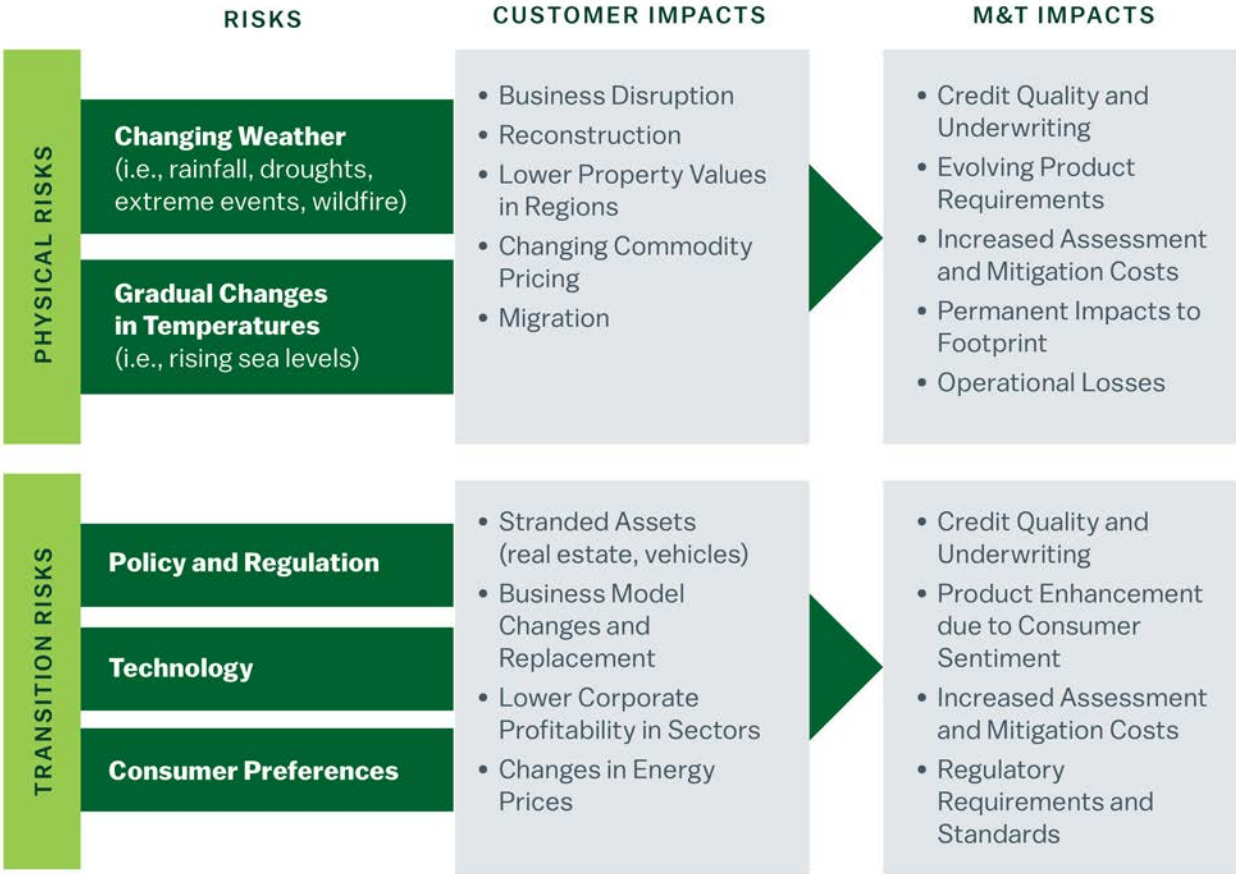 RISKS
CUSTOMER IMPACTS
M&T IMPACTS
PHYSICAL RISKS
Changing Weather
(i.e., rainfall, droughts,
extreme events, wildfire)
Gradual Changes
in Temperatures
(i.e., rising sea levels)
• Business Disruption
• Reconstruction
• Lower Property Values
in Regions
• Changing Commodity
Pricing
• Migration
• Credit Quality and
Underwriting
• Evolving Product
Requirements
• Increased Assessment
and Mitigation Costs
• Permanent Impacts to
Footprint
• Operational Losses
TRANSITION RISKS
Policy and Regulation
Technology
Consumer Preferences
• Stranded Assets
(real estate, vehicles)
• Business Model
Changes and
Replacement
• Lower Corporate
Profitability in Sectors
• Changes in Energy
Prices
• Credit Quality and
Underwriting
• Product Enhancement
due to Consumer
Sentiment
• Increased Assessment
and Mitigation Costs
• Regulatory
Requirements and
Standards